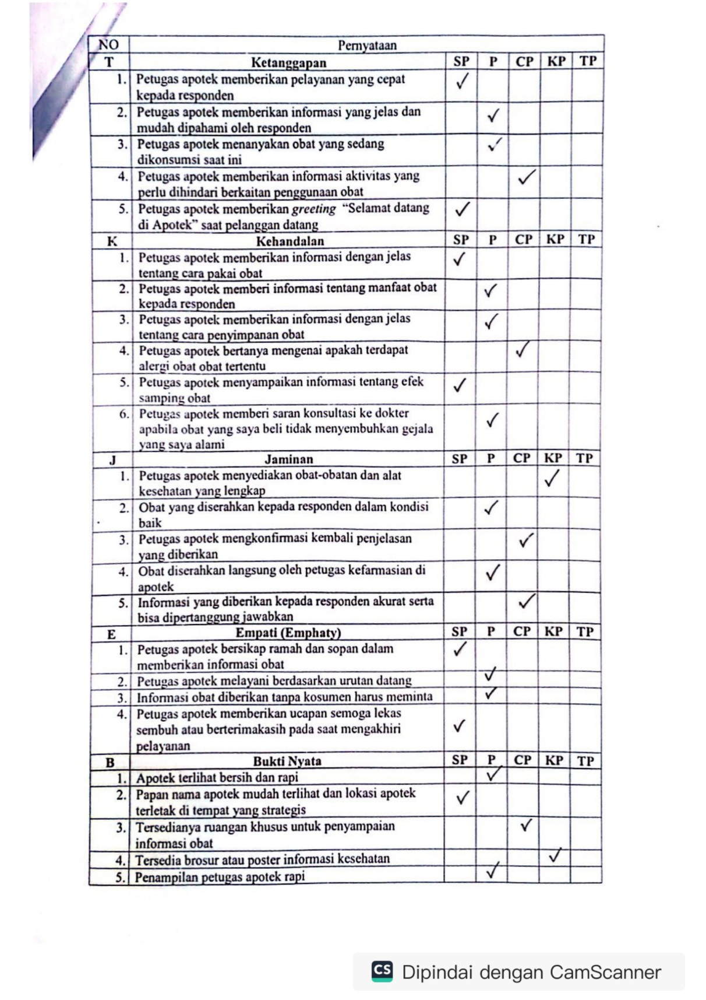 NO Pernyataan
T Ketanggapan SP P CP KP TP
1. Petugas apotek memberikan pelayanan yang cepat ✓
kepada responden
2. Petugas apotek memberikan informasi yang jelas dan ✓
mudah dipahami oleh responden
3. Petugas apotek menanyakan obat yang sedang ✓
dikonsumsi saat ini
4. Petugas apotek memberikan informasi aktivitas yang ✓
perlu dihindari berkaitan penggunaan obat
5. Petugas apotek memberikan greeting “Selamat datang ✓
di Apotek” saat pelanggan datang
K Kehandalan SP P CP KP TP
1. Petugas apotek memberikan informasi dengan jelas ✓
tentang cara pakai obat
2. Petugas apotek memberi informasi tentang manfaat obat ✓
kepada responden
3. Petugas apotek memberikan informasi dengan jelas ✓
tentang cara penyimpanan obat
4. Petugas apotek bertanya mengenai apakah terdapat ✓
alergi obat obat tertentu
5. Petugas apotek menyampaikan informasi tentang efek ✓
samping obat
6. Petugas apotek memberi saran konsultasi ke dokter ✓
apabila obat yang saya beli tidak menyembuhkan gejala
yang saya alami
J Jaminan SP P CP KP TP
1. Petugas apotek menyediakan obat-obatan dan alat ✓
kesehatan yang lengkap
2. Obat yang diserahkan kepada responden dalam kondisi ✓
baik
3. Petugas apotek mengkonfirmasi kembali penjelasan ✓
yang diberikan
4. Obat diserahkan langsung oleh petugas kefarmasian di ✓
apotek
5. Informasi yang diberikan kepada responden akurat serta ✓
bisa dipertanggung jawabkan
E Empati (Emphaty) SP P CP KP TP
1. Petugas apotek bersikap ramah dan sopan dalam ✓
memberikan informasi obat
2. Petugas apotek melayani berdasarkan urutan datang ✓
3. Informasi obat diberikan tanpa kosumen harus meminta ✓
4. Petugas apotek memberikan ucapan semoga lekas ✓
sembuh atau berterimakasih pada saat mengakhiri
pelayanan
B Bukti Nyata SP P CP KP TP
1. Apotek terlihat bersih dan rapi ✓
2. Papan nama apotek mudah terlihat dan lokasi apotek ✓
terletak di tempat yang strategis
3. Tersedianya ruangan khusus untuk penyampaian ✓
informasi obat
4. Tersedia brosur atau poster informasi kesehatan ✓
5. Penampilan petugas apotek rapi ✓
CS Dipindai dengan CamScanner